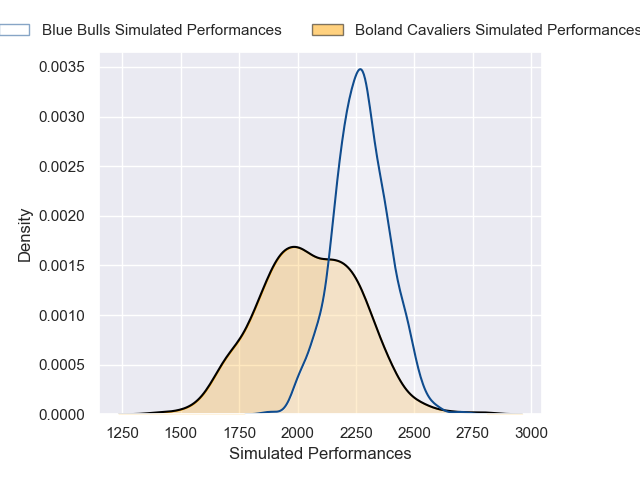 Blue Bulls Simulated Performances
Boland Cavaliers Simulated Performances
0.0035
0.0030
0.0025
0.0020
0.0015
0.0010
0.0005
0.0000
Density
1250 1500 1750 2000 2250 2500 2750 3000
Simulated Performances